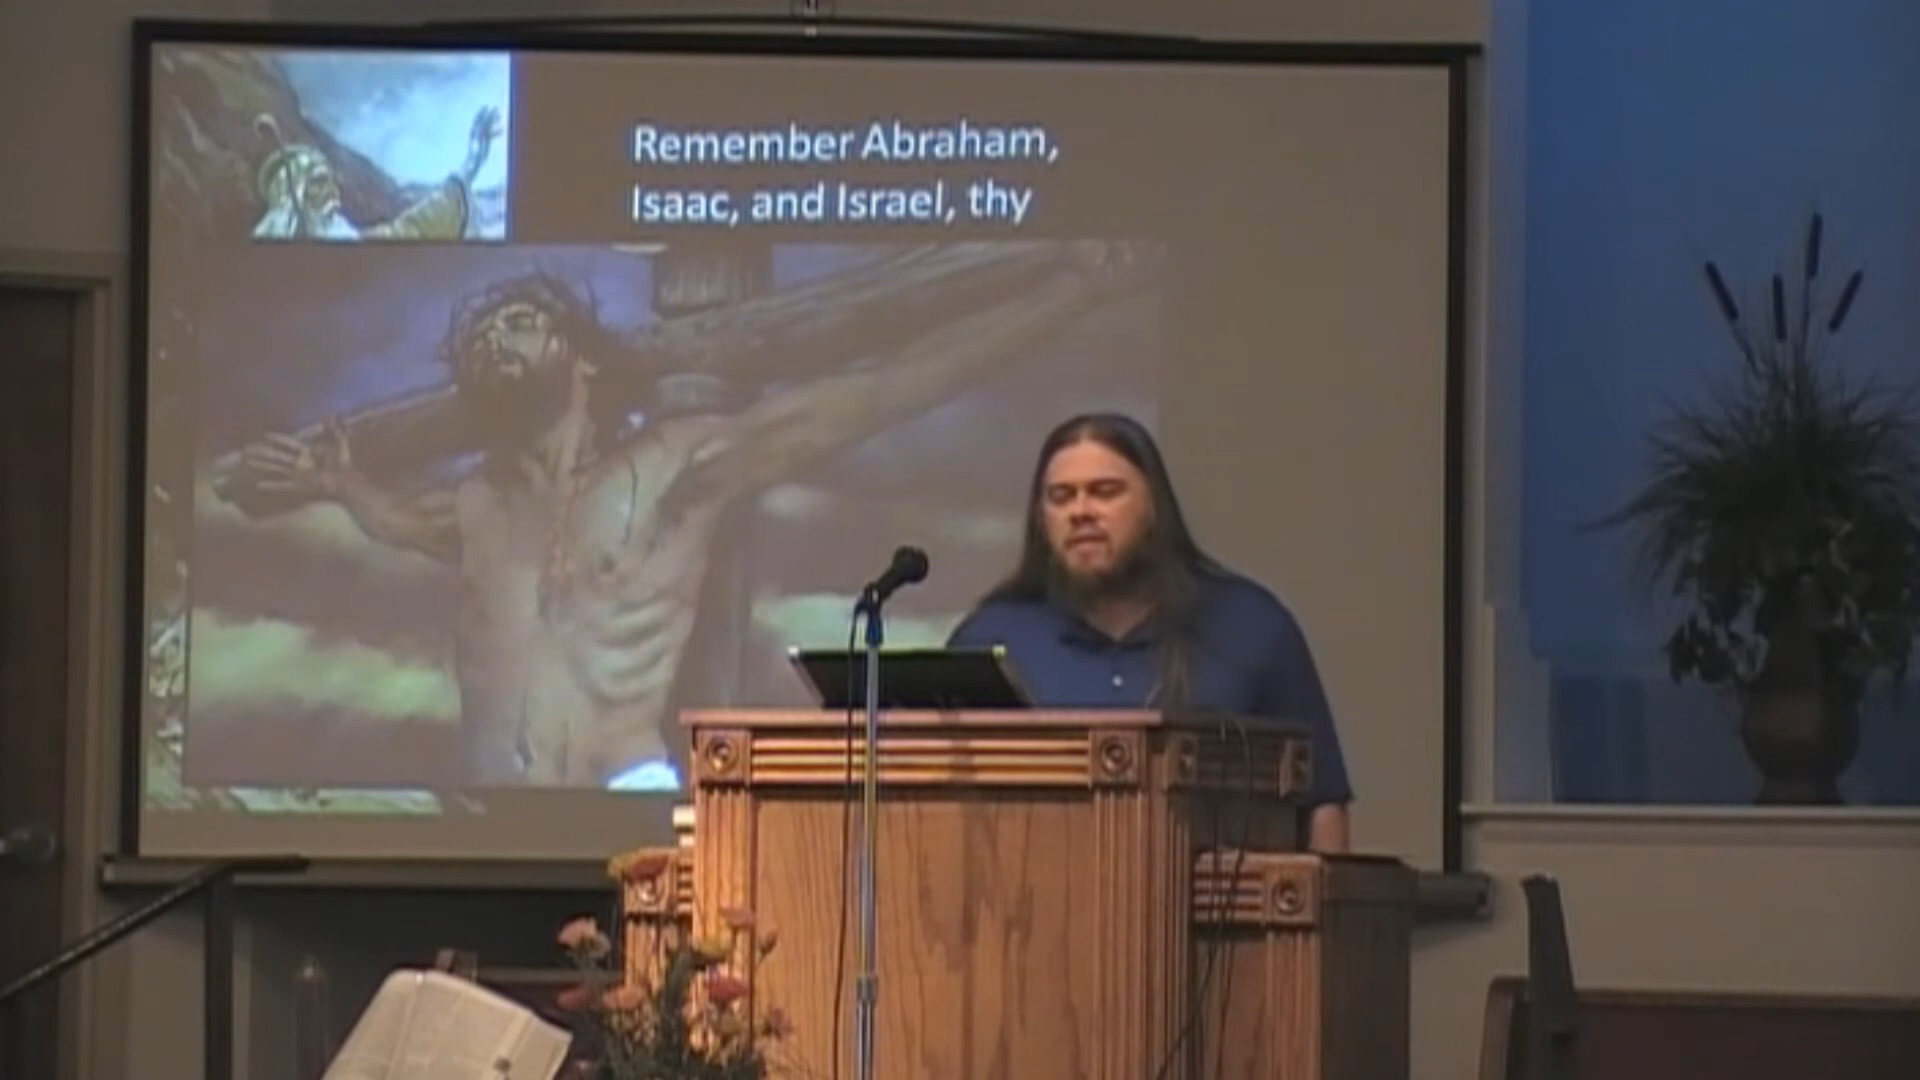 Remember Abraham,
Isaac, and Israel, thy